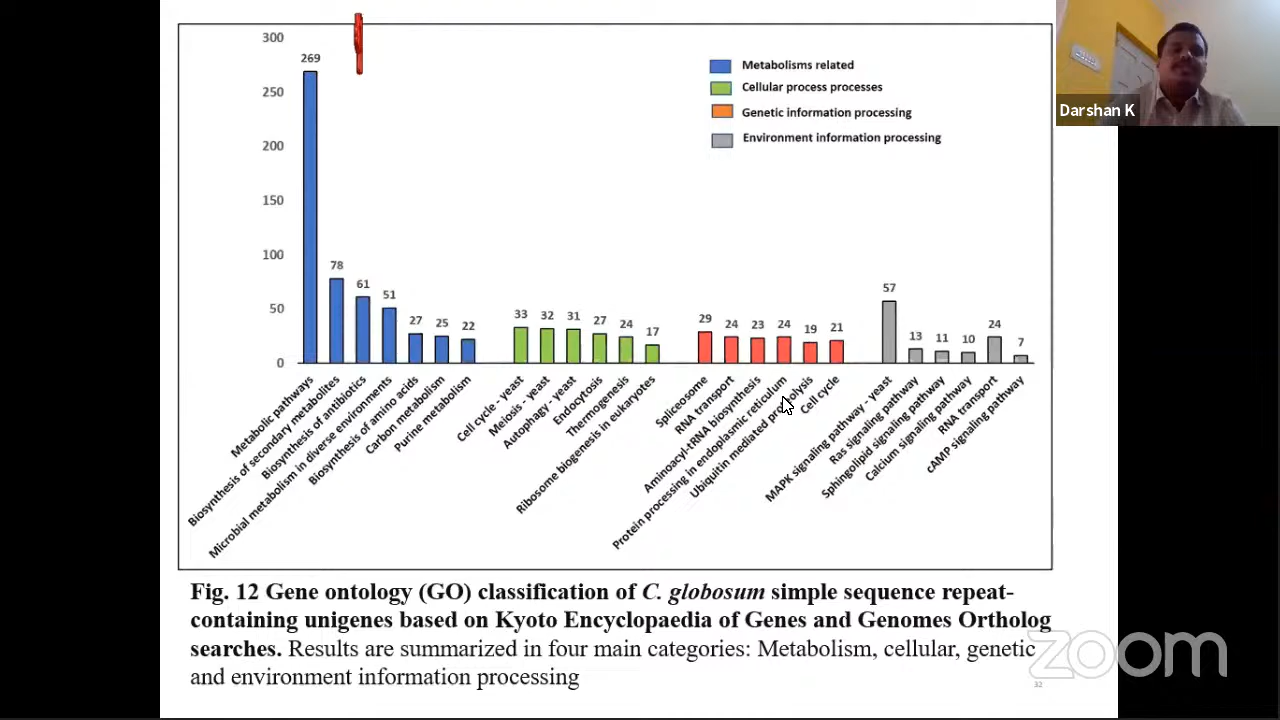 300
250
200
150
100
50
0
269
78
61
51
27
25
22
33
32
31
27
24
17
29
24
23
24
19
21
57
13
11
10
24
7
Metabolisms related
Cellular process processes
Genetic information processing
Environment information processing
Metabolic pathways
Biosynthesis of secondary metabolites
Biosynthesis of antibiotics
Microbial metabolism in diverse environments
Biosynthesis of amino acids
Carbon metabolism
Purine metabolism
Cell cycle - yeast
Meiosis - yeast
Autophagy - yeast
Endocytosis
Thermogenesis
Ribosome biogenesis in eukaryotes
Spliceosome
RNA transport
Aminoacyl-tRNA biosynthesis
Protein processing in endoplasmic reticulum
Ubiquitin mediated proteolysis
Cell cycle
MAPK signaling pathway - yeast
Ras signaling pathway
Sphingolipid signaling pathway
Calcium signaling pathway
RNA transport
cAMP signaling pathway
Fig. 12 Gene ontology (GO) classification of C. globosum simple sequence repeat-
containing unigenes based on Kyoto Encyclopaedia of Genes and Genomes Ortholog
searches. Results are summarized in four main categories: Metabolism, cellular, genetic
and environment information processing
32
Darshan K
zoom